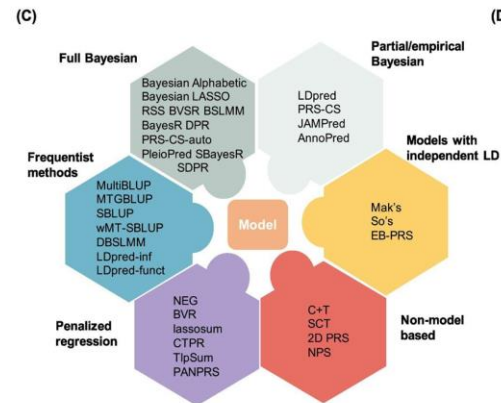 (C)
(D
Full Bayesian
Partial/empirical
Bayesian
Bayesian Alphabetic
Bayesian LASSO
RSS BVSR BSLMM
BayesR DPR
PRS-CS-auto
PleioPred SBayesR
SDPR
LDpred
PRS-CS
JAMPred
AnnoPred
Frequentist
methods
Models with
independent LD
MultiBLUP
MTGBLUP
SBLUP
wMT-SBLUP
DBSLMM
LDpred-inf
LDpred-funct
Model
Mak's
So's
EB-PRS
Penalized
regression
NEG
BVR
lassosum
CTPR
TlpSum
PANPRS
C+T
SCT
2D PRS
NPS
Non-model
based